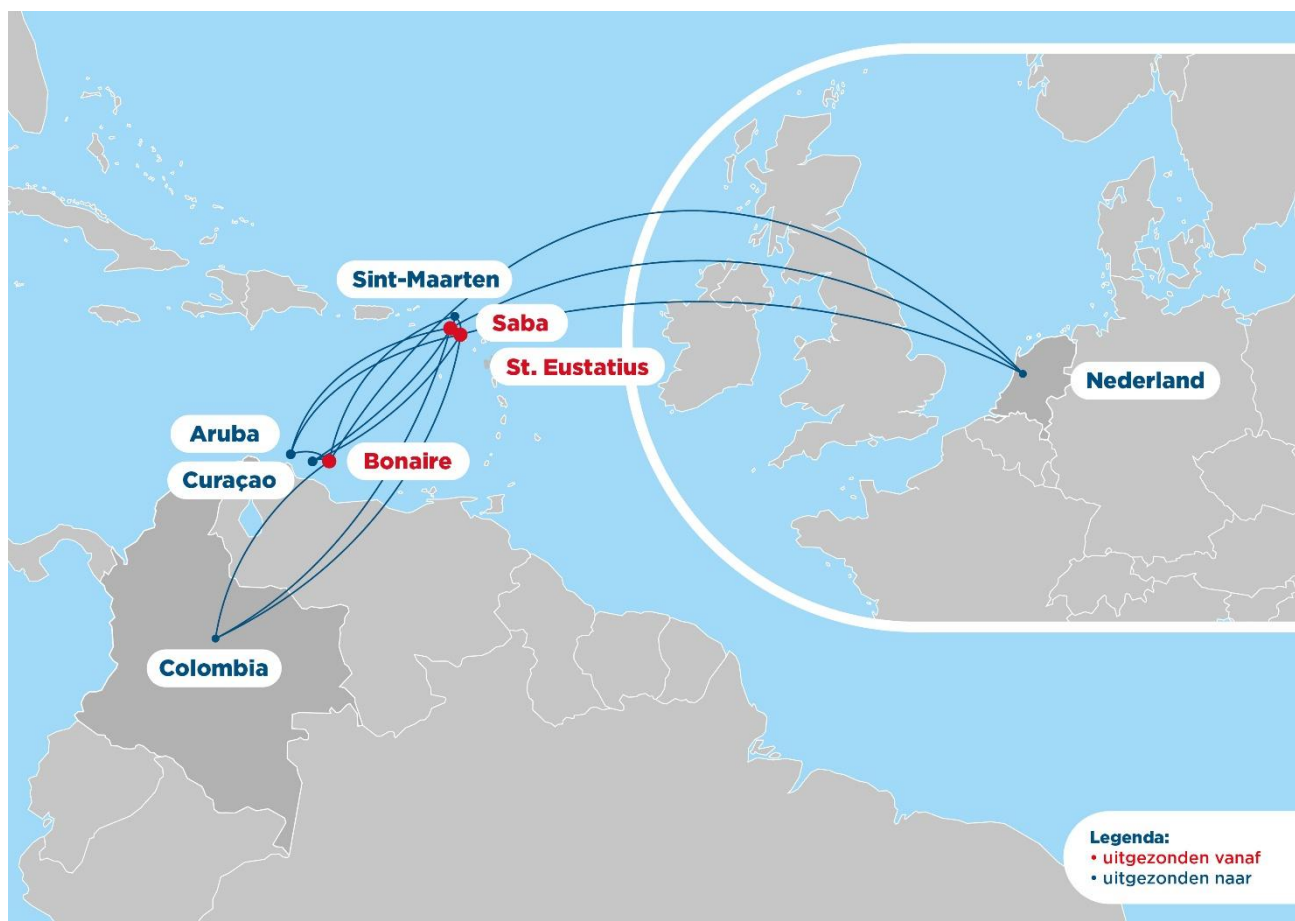 Sint-Maarten
Saba
St. Eustatius
Nederland
Aruba
Curaçao
Bonaire
Colombia
Legenda:
• uitgezonden vanaf
• uitgezonden naar